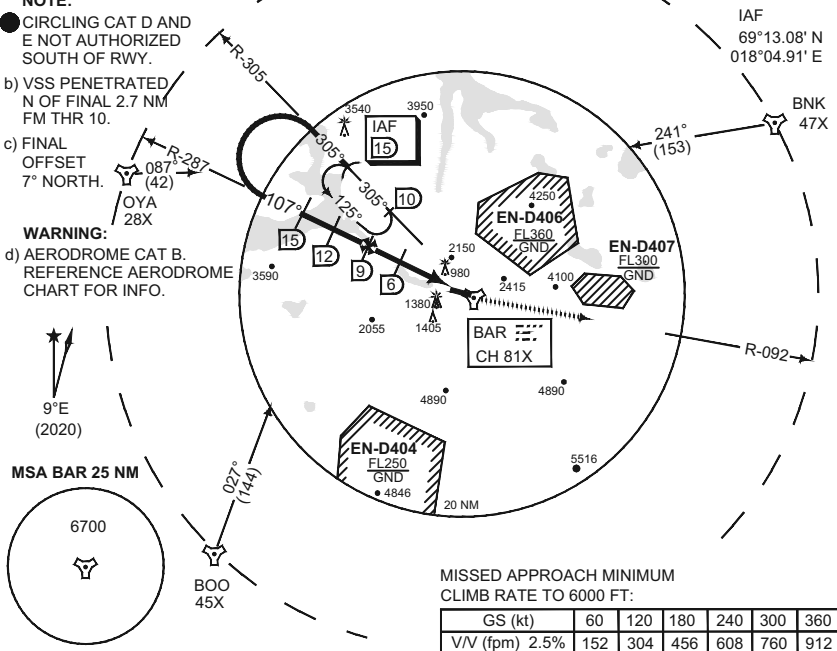 NOTE:
CIRCLING CAT D AND
E NOT AUTHORIZED
SOUTH OF RWY.
b) VSS PENETRATED
N OF FINAL 2.7 NM
FM THR 10.
c) FINAL
OFFSET
7° NORTH.
WARNING:
d) AERODROME CAT B.
REFERENCE AERODROME
CHART FOR INFO.
9°E
(2020)
MSA BAR 25 NM
6700
R-305
R-287
087°
(42)
OYA
28X
IAF
69°13.08' N
018°04.91' E
BNK
47X
241°
(153)
3540
3950
IAF
15
305°
305°
10
125°
107°
15
12
9
6
4250
EN-D406
FL360
GND
EN-D407
FL300
GND
2150
980
2415
4100
3590
1380
1405
2055
BAR
CH 81X
R-092
4890
4890
EN-D404
FL250
GND
4846
5516
20 NM
027°
(144)
BOO
45X
MISSED APPROACH MINIMUM
CLIMB RATE TO 6000 FT:
GS (kt) 60 120 180 240 300 360
V/V (fpm) 2.5% 152 304 456 608 760 912